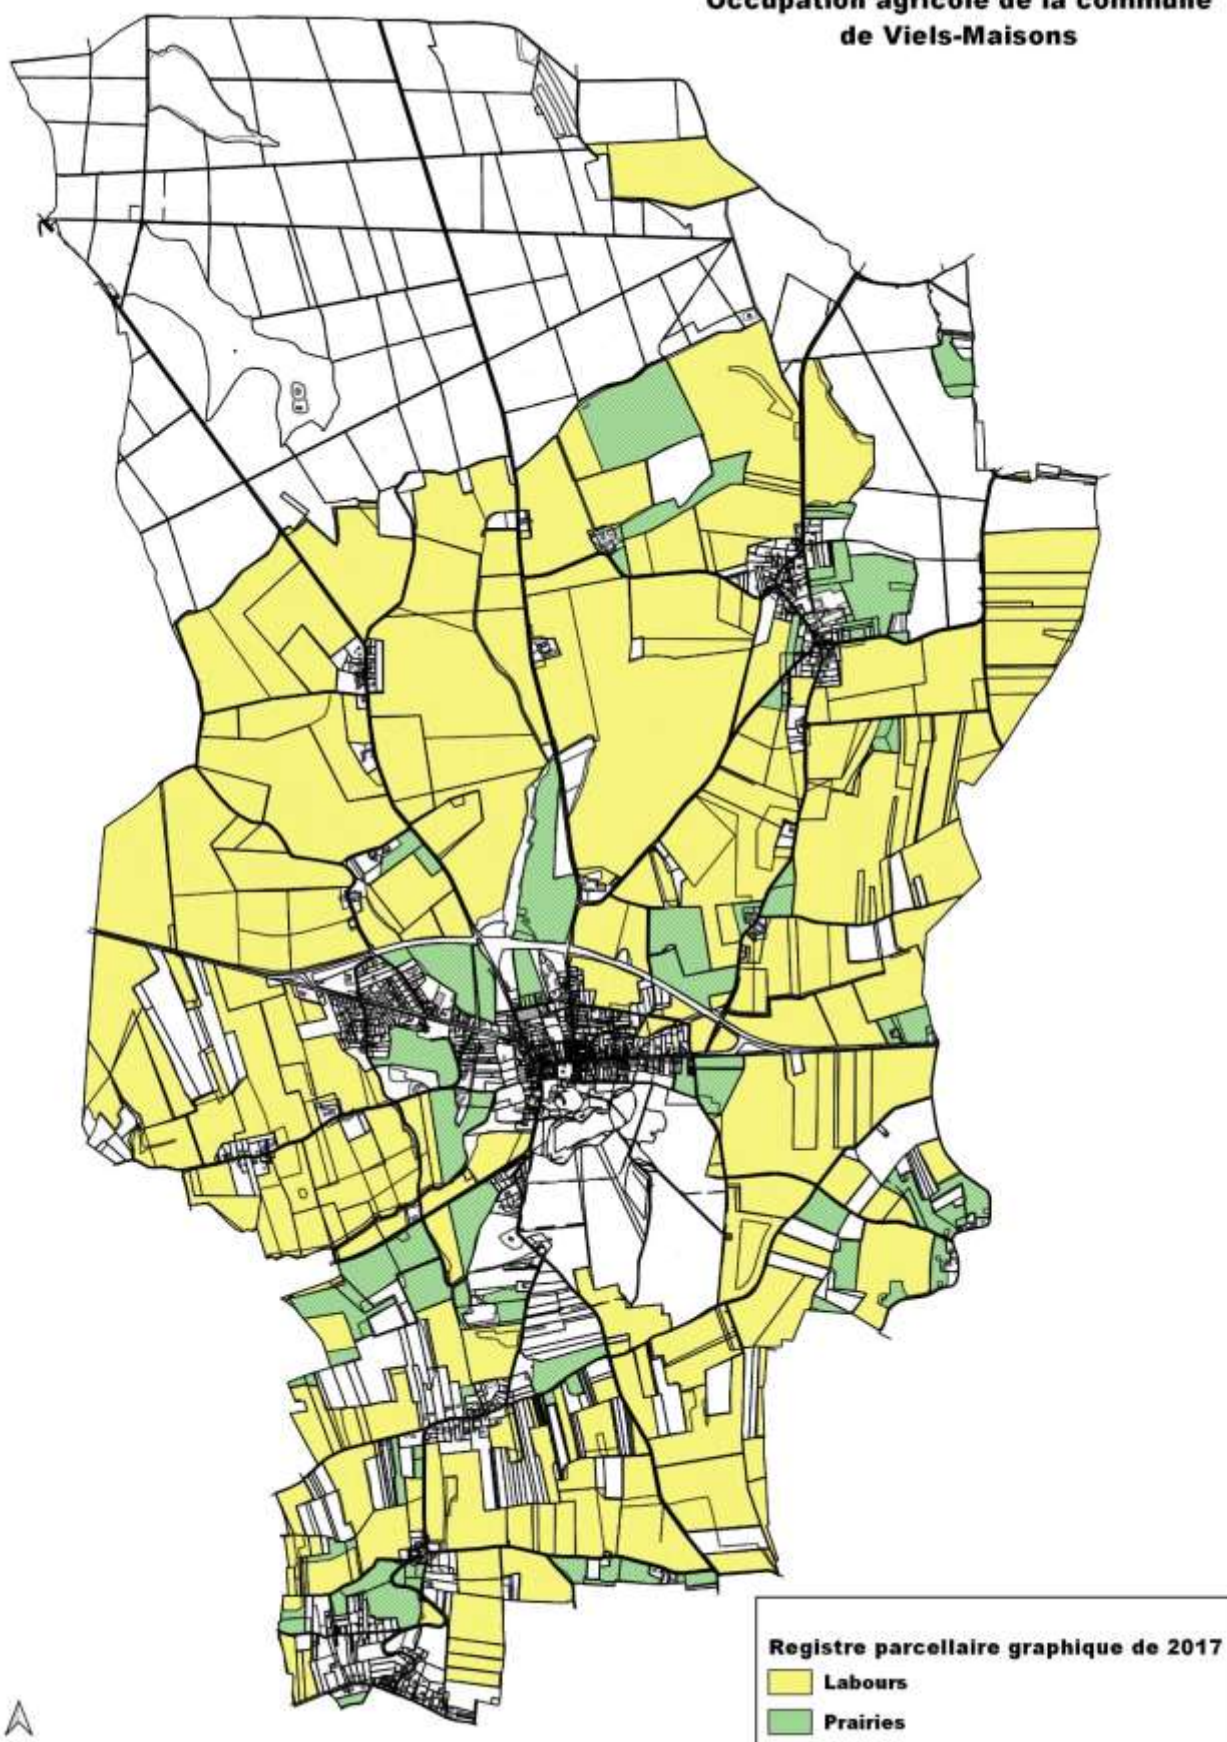 Occupation agricole de la commune
de Viels-Maisons
Registre parcellaire graphique de 2017
Labours
Prairies